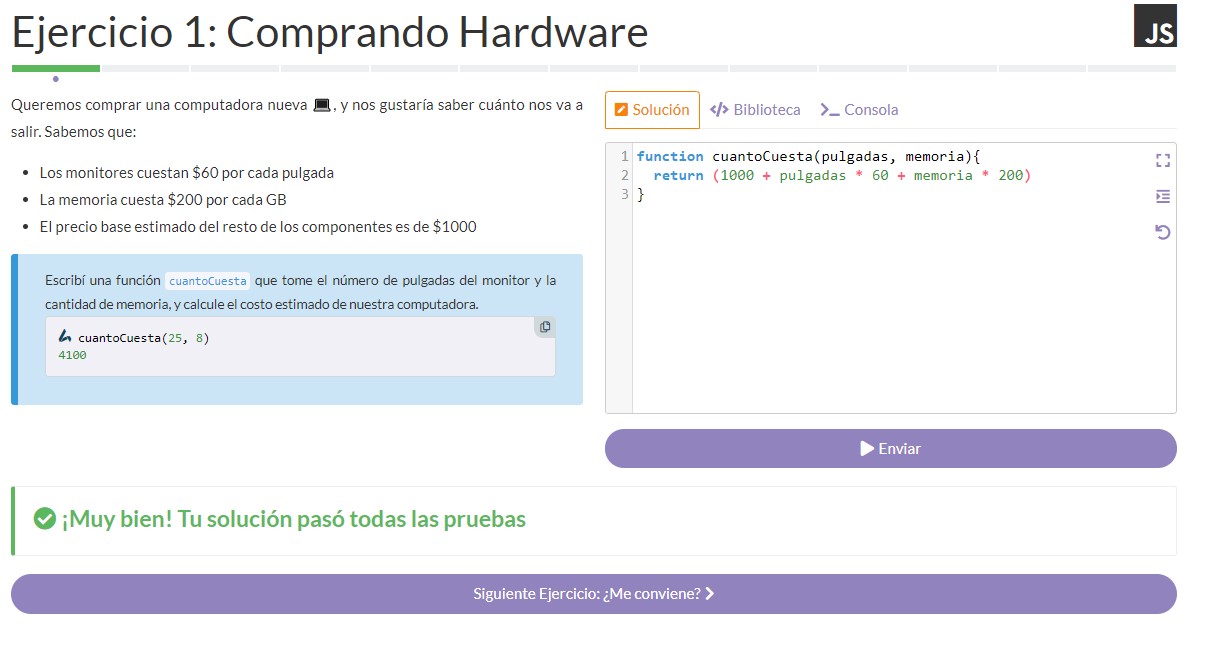 Ejercicio 1: Comprando Hardware
JS
Queremos comprar una computadora nueva 💻, y nos gustaría saber cuánto nos va a
salir. Sabemos que:
• Los monitores cuestan $60 por cada pulgada
• La memoria cuesta $200 por cada GB
• El precio base estimado del resto de los componentes es de $1000
Escribí una función cuantoCuesta que tome el número de pulgadas del monitor y la
cantidad de memoria, y calcule el costo estimado de nuestra computadora.
cuantoCuesta(25, 8)
4100
Solución
</> Biblioteca
>_ Consola
1 function cuantoCuesta(pulgadas, memoria){
2   return (1000 + pulgadas * 60 + memoria * 200)
3 }
Enviar
¡Muy bien! Tu solución pasó todas las pruebas
Siguiente Ejercicio: ¿Me conviene?